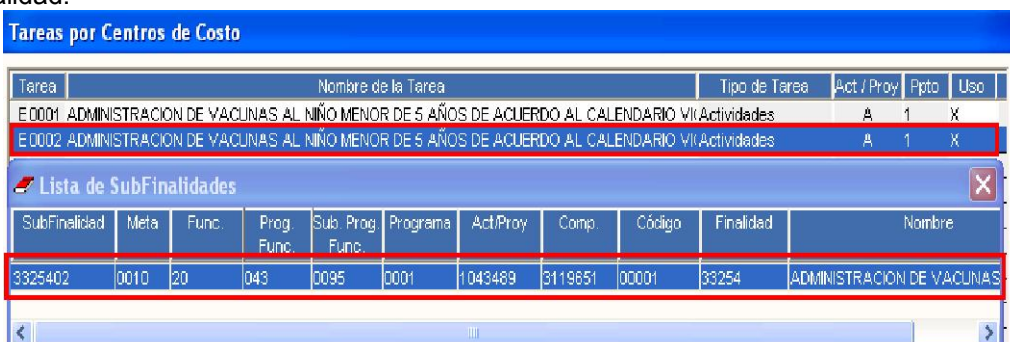 alidad.
Tareas por Centros de Costo
Tarea Nombre de la Tarea Tipo de Tarea Act / Proy Ppto Uso
E0001 ADMINISTRACION DE VACUNAS AL NIÑO MENOR DE 5 AÑOS DE ACUERDO AL CALENDARIO VI( Actividades A 1 X
E0002 ADMINISTRACION DE VACUNAS AL NIÑO MENOR DE 5 AÑOS DE ACUERDO AL CALENDARIO VI( Actividades A 1 X
Lista de SubFinalidades
SubFinalidad Meta Func. Prog. Func. Sub. Prog. Func. Programa Act/Proy Comp. Código Finalidad Nombre
3325402 0010 20 043 0095 0001 1043489 3119651 00001 33254 ADMINISTRACION DE VACUNAS